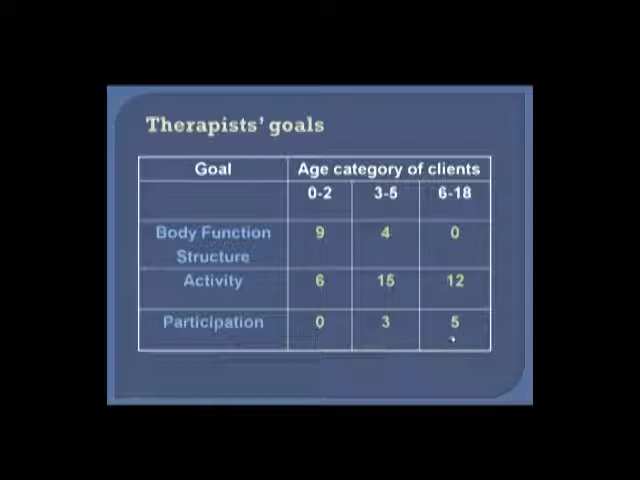 Therapists' goals
Goal Age category of clients
0-2 3-5 6-18
Body Function 9 4 0
Structure
Activity 6 15 12
Participation 0 3 5